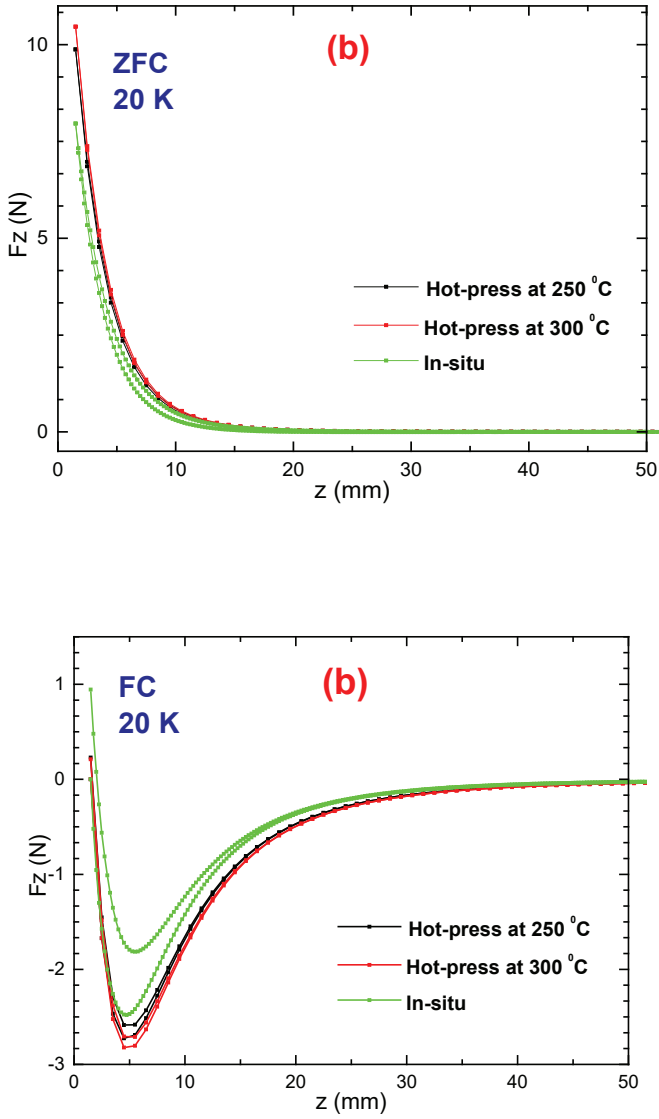 (b)
ZFC
20 K
10
5
0
Fz (N)
Hot-press at 250 ⁰C
Hot-press at 300 ⁰C
In-situ
0 10 20 30 40 50
z (mm)
(b)
FC
20 K
1
0
-1
-2
-3
Fz (N)
Hot-press at 250 ⁰C
Hot-press at 300 ⁰C
In-situ
0 10 20 30 40 50
z (mm)